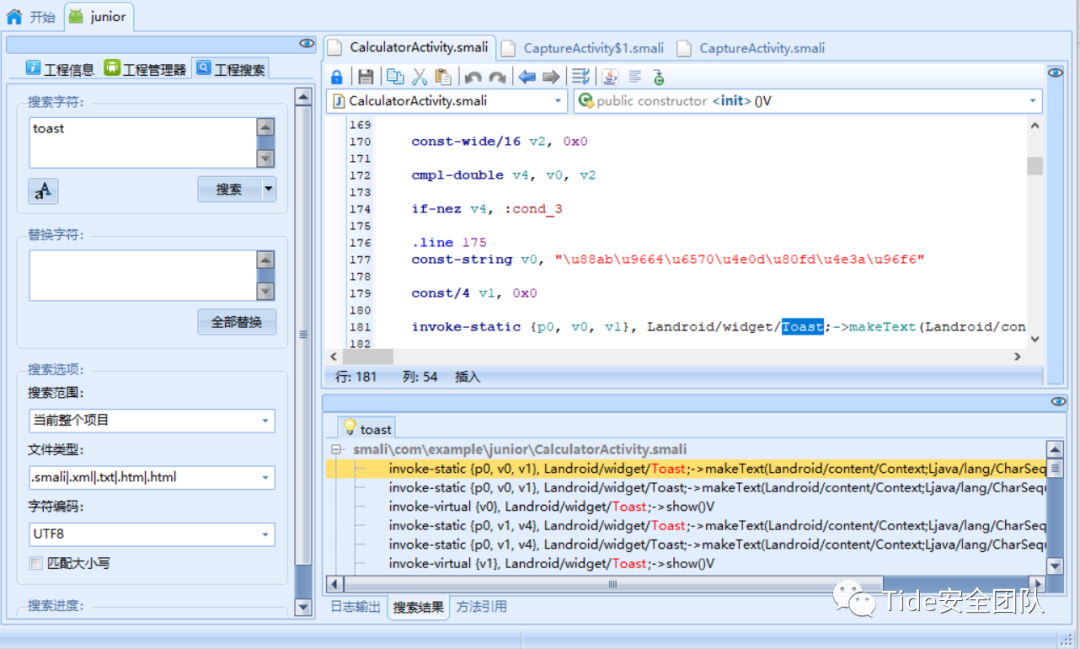 开始
junior
工程信息 工程管理器 工程搜索
搜索字符:
toast
搜索
替换字符:
全部替换
搜索选项:
搜索范围:
当前整个项目
文件类型:
.smali|.xml|.txt|.htm|.html
字符编码:
UTF8
匹配大小写
搜索进度:
CalculatorActivity.smali CaptureActivity$1.smali CaptureActivity.smali
CalculatorActivity.smali public constructor <init> ()V
169
170 const-wide/16 v2, 0x0
171
172 cmpl-double v4, v0, v2
173
174 if-nez v4, :cond_3
175
176 .line 175
177 const-string v0, "\u88ab\u9664\u6570\u4e0d\u80fd\u4e3a\u96f6"
178
179 const/4 v1, 0x0
180
181 invoke-static {p0, v0, v1}, Landroid/widget/Toast;->makeText(Landroid/con
182
行: 181 列: 54 插入
toast
smali\com\example\junior\CalculatorActivity.smali
invoke-static {p0, v0, v1}, Landroid/widget/Toast;->makeText(Landroid/content/Context;Ljava/lang/CharSeq
invoke-static {p0, v0, v1}, Landroid/widget/Toast;->makeText(Landroid/content/Context;Ljava/lang/CharSequ
invoke-virtual {v0}, Landroid/widget/Toast;->show()V
invoke-static {p0, v1, v4}, Landroid/widget/Toast;->makeText(Landroid/content/Context;Ljava/lang/CharSequ
invoke-static {p0, v1, v4}, Landroid/widget/Toast;->makeText(Landroid/content/Context;Ljava/lang/CharSequ
invoke-virtual {v1}, Landroid/widget/Toast;->show()V
日志输出 搜索结果 方法引用
Tide安全团队